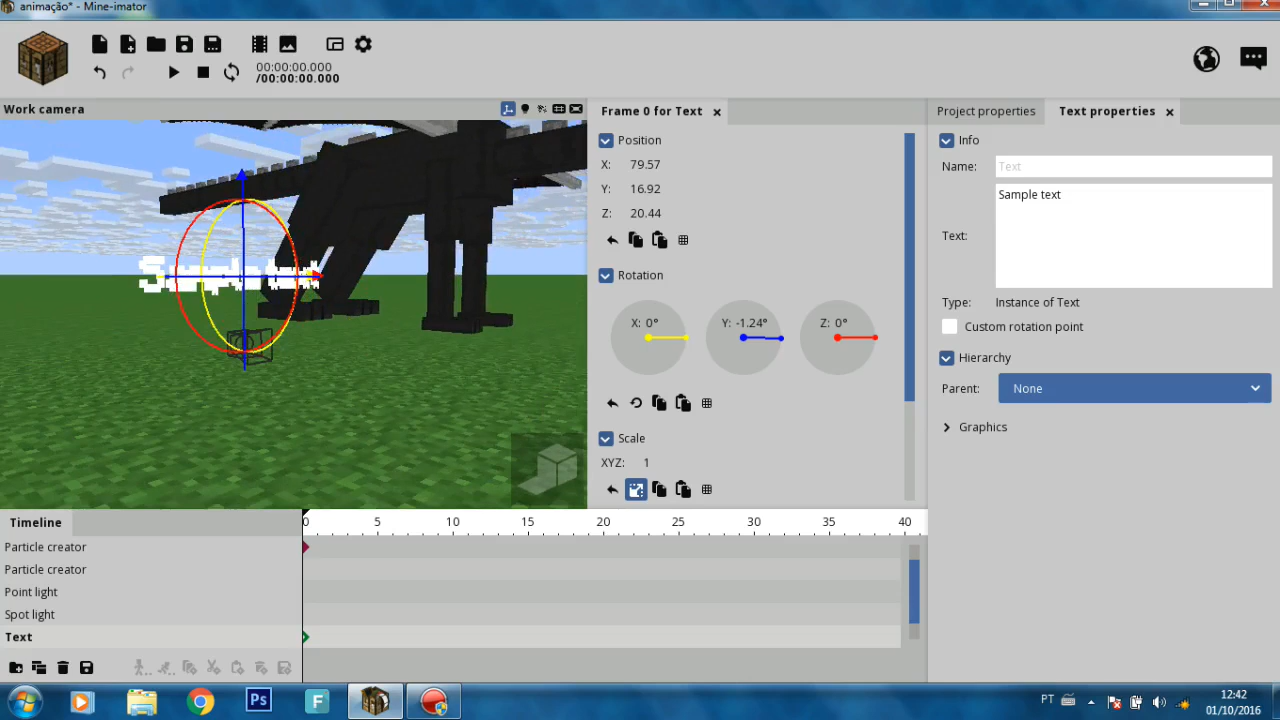 animação* - Mine-imator
00:00:00.000
/00:00:00.000
Work camera
Sample text
Frame 0 for Text
Position
X: 79.57
Y: 16.92
Z: 20.44
Rotation
X: 0° Y: -1.24° Z: 0°
Scale
XYZ: 1
Project properties Text properties
Info
Name: Text
Text: Sample text
Type: Instance of Text
Custom rotation point
Hierarchy
Parent: None
Graphics
Timeline
0 5 10 15 20 25 30 35 40
Particle creator
Particle creator
Point light
Spot light
Text
Ps
F
PT
12:42
01/10/2016